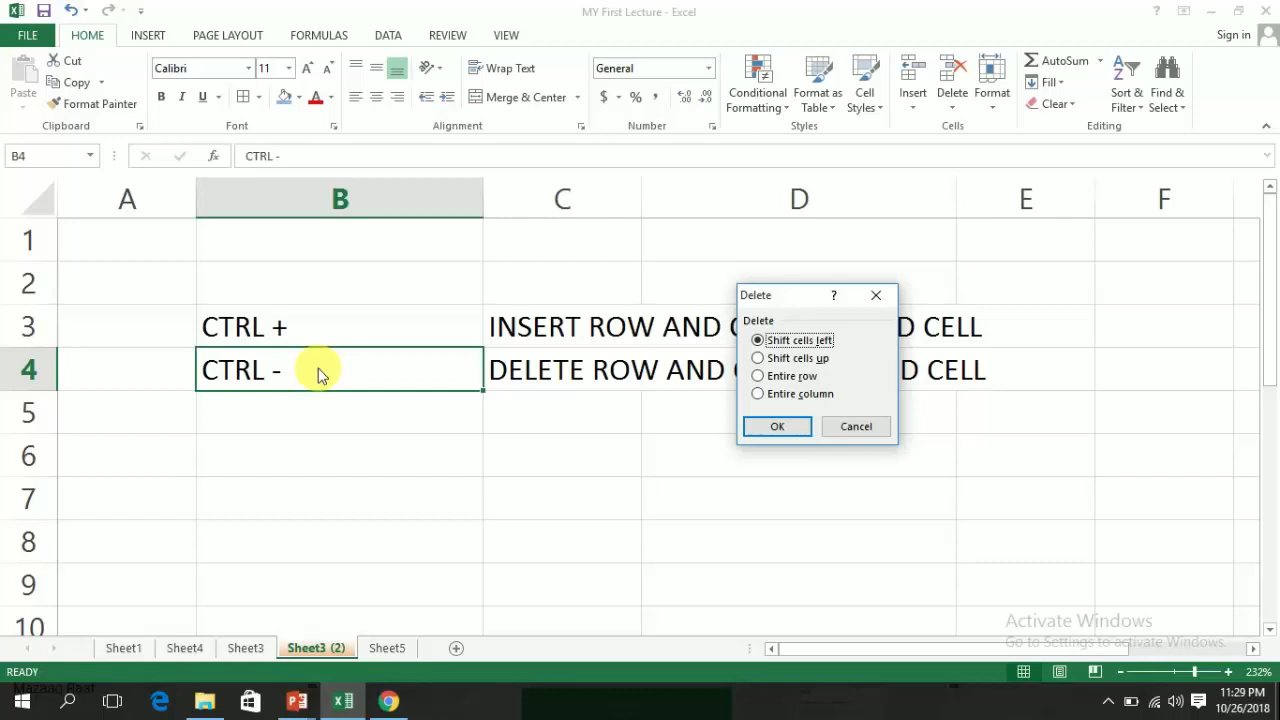 MY First Lecture - Excel
?
FILE
HOME
INSERT
PAGE LAYOUT
FORMULAS
DATA
REVIEW
VIEW
Sign in
Paste
Cut
Copy
Format Painter
Clipboard
Calibri
11
B I U
A
Font
Wrap Text
Merge & Center
Alignment
General
$ % ,
Number
Conditional
Formatting
Format as
Table
Cell
Styles
Styles
Insert
Delete
Format
Cells
AutoSum
Fill
Clear
Sort &
Filter
Find &
Select
Editing
B4
fx
CTRL -
A B C D E F
1
2
3 CTRL + INSERT ROW AND C D CELL
4 CTRL - DELETE ROW AND C D CELL
5
6
7
8
9
10
Delete ?
Delete
Shift cells left
Shift cells up
Entire row
Entire column
OK Cancel
Activate Windows
Go to Settings to activate Windows.
Sheet1 Sheet4 Sheet3 Sheet3 (2) Sheet5
READY
232%
11:29 PM
10/26/2018